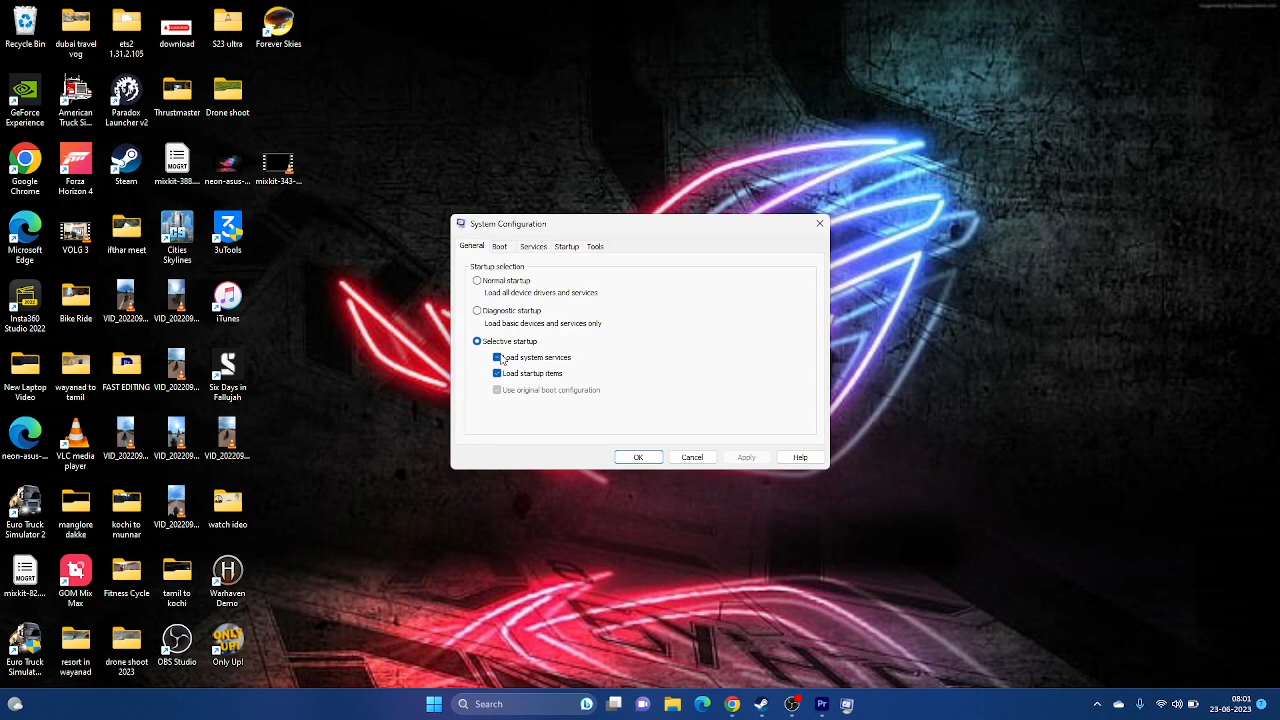 Recycle Bin
dubai travel
vog
ets2
1.31.2.105
download
S23 ultra
Forever Skies
GeForce
Experience
American
Truck Si...
Paradox
Launcher v2
Thrustmaster
Drone shoot
Google
Chrome
Forza
Horizon 4
Steam
MOGRT
mixkit-388....
neon-asus-...
mixkit-343-...
Microsoft
Edge
VOLG 3
ifthar meet
Cities
Skylines
3uTools
Insta360
Studio 2022
Bike Ride
VID_202209...
VID_202209...
iTunes
New Laptop
Video
wayanad to
tamil
FAST EDITING
VID_202209...
Six Days in
Fallujah
neon-asus-...
VLC media
player
VID_202209...
VID_202209...
VID_202209...
Euro Truck
Simulator 2
manglore
dakke
kochi to
munnar
VID_202209...
watch ideo
MOGRT
mixkit-82....
GOM Mix
Max
Fitness Cycle
tamil to
kochi
Warhaven
Demo
Euro Truck
Simulat...
resort in
wayanad
drone shoot
2023
OBS Studio
ONLY
UP!
Only Up!
System Configuration
General
Boot
Services
Startup
Tools
Startup selection
Normal startup
Load all device drivers and services
Diagnostic startup
Load basic devices and services only
Selective startup
Load system services
Load startup items
Use original boot configuration
OK
Cancel
Apply
Help
Search
Pr
08:01
23-06-2023